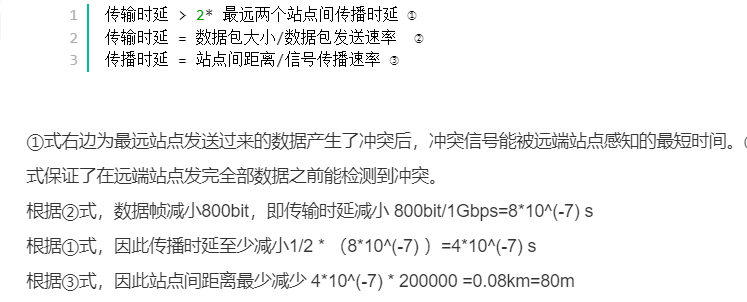 1 传输时延 > 2* 最远两个站点间传播时延 ①
2 传输时延 = 数据包大小/数据包发送速率 ②
3 传播时延 = 站点间距离/信号传播速率 ③
①式右边为最远站点发送过来的数据产生了冲突后，冲突信号能被远端站点感知的最短时间。
式保证了在远端站点发完全部数据之前能检测到冲突。
根据②式，数据帧减小800bit，即传输时延减小 800bit/1Gbps=8*10^(-7) s
根据①式，因此传播时延至少减小1/2 * （8*10^(-7) ）=4*10^(-7) s
根据③式，因此站点间距离最少减少 4*10^(-7) * 200000 =0.08km=80m